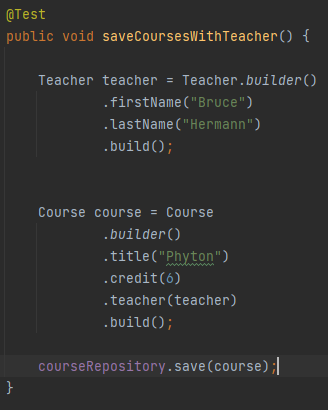 @Test
public void saveCoursesWithTeacher() {
Teacher teacher = Teacher.builder()
.firstName("Bruce")
.lastName("Hermann")
.build();
Course course = Course
.builder()
.title("Phyton")
.credit(6)
.teacher(teacher)
.build();
courseRepository.save(course);
}